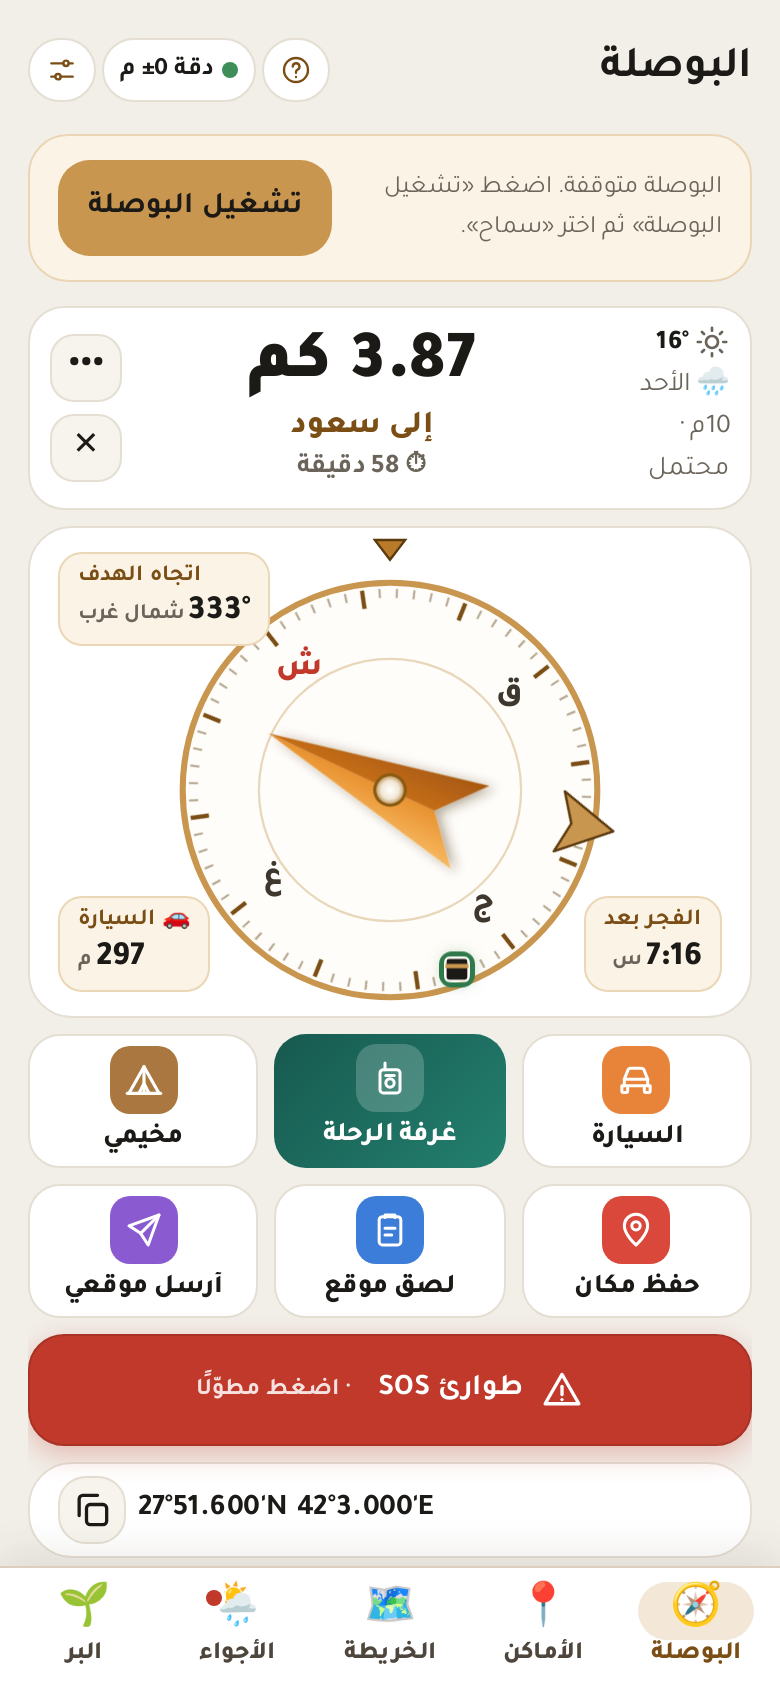 البوصلة
دقة ±0 م
البوصلة متوقفة. اضغط «تشغيل
البوصلة» ثم اختر «سماح».
تشغيل البوصلة
16°
الأحد
10م ·
محتمل
3.87 كم
إلى سعود
58 دقيقة
اتجاه الهدف
333° شمال غرب
ش
ق
غ
ج
الفجر بعد
7:16 س
السيارة
297 م
السيارة
غرفة الرحلة
مخيمي
حفظ مكان
لصق موقع
أرسل موقعي
طوارئ SOS · اضغط مطوّلًا
27°51.600'N 42°3.000'E
البوصلة
الأماكن
الخريطة
الأجواء
البر